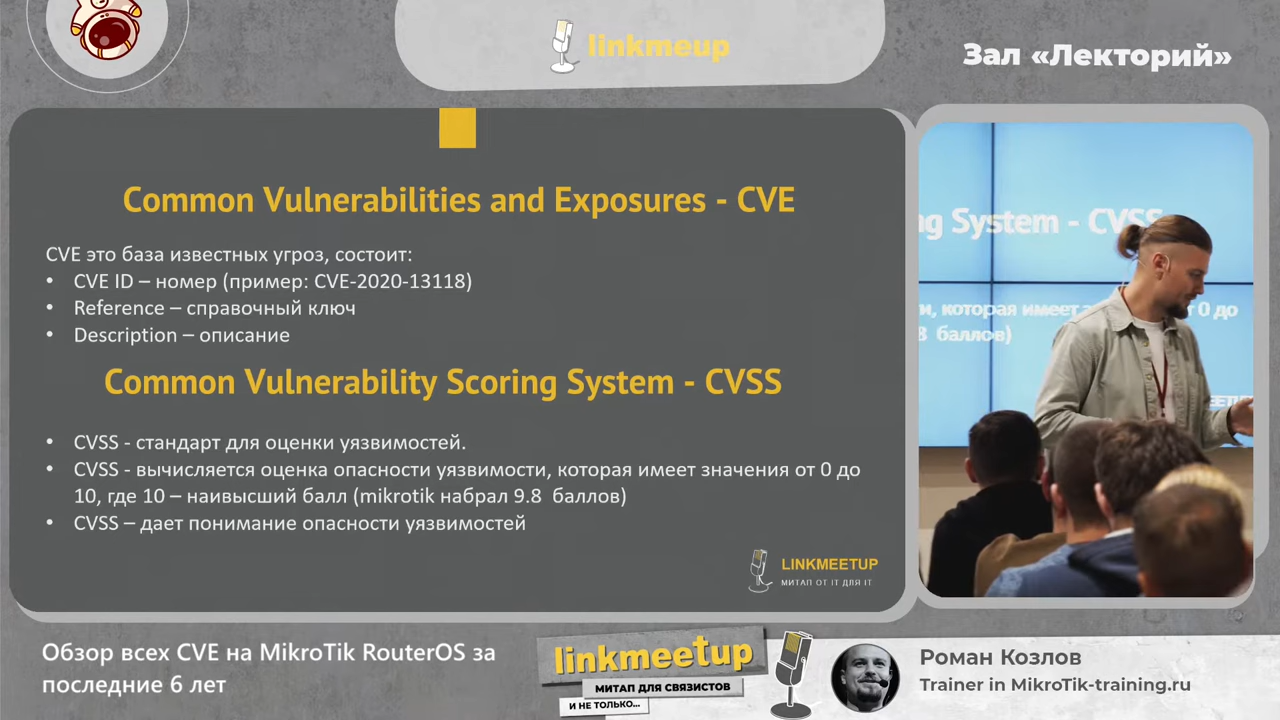 linkmeup
Зал «Лекторий»
Common Vulnerabilities and Exposures - CVE
CVE это база известных угроз, состоит:
• CVE ID – номер (пример: CVE-2020-13118)
• Reference – справочный ключ
• Description – описание
Common Vulnerability Scoring System - CVSS
• CVSS - стандарт для оценки уязвимостей.
• CVSS - вычисляется оценка опасности уязвимости, которая имеет значения от 0 до
10, где 10 – наивысший балл (mikrotik набрал 9.8 баллов)
• CVSS – дает понимание опасности уязвимостей
LINKMEETUP
МИТАП ОТ IT ДЛЯ IT
ng System - CVSS
и, которая имеет з от 0 до
8 баллов)
Обзор всех CVE на MikroTik RouterOS за
последние 6 лет
linkmeetup
МИТАП ДЛЯ СВЯЗИСТОВ
И НЕ ТОЛЬКО...
Роман Козлов
Trainer in MikroTik-training.ru